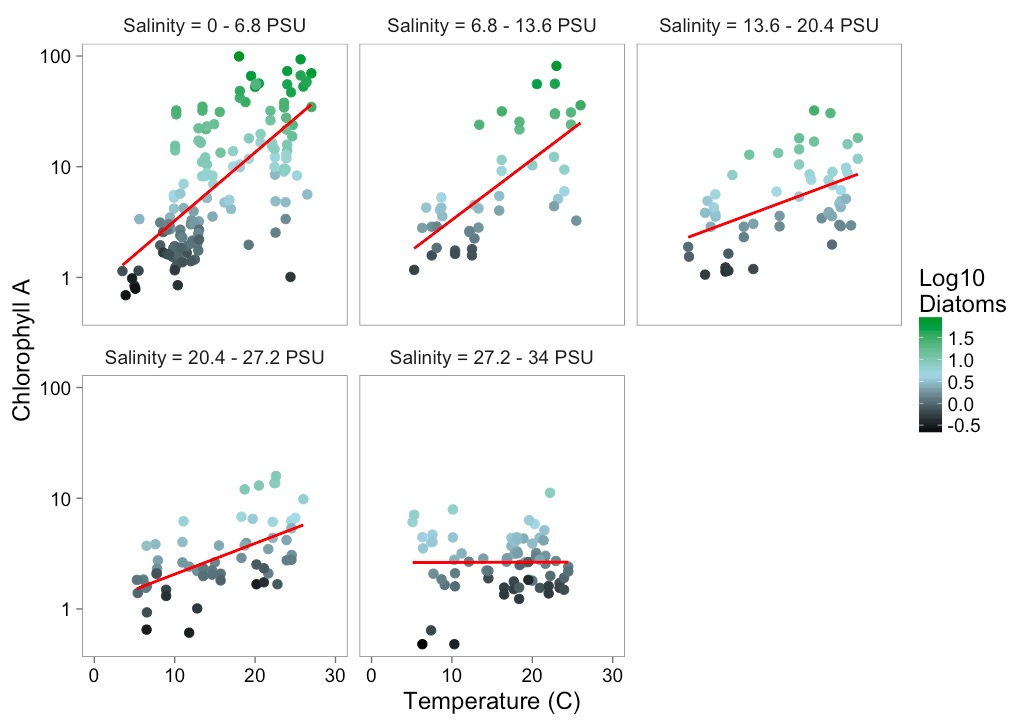 Salinity = 0 - 6.8 PSU
Salinity = 6.8 - 13.6 PSU
Salinity = 13.6 - 20.4 PSU
100
10
1
Salinity = 20.4 - 27.2 PSU
Salinity = 27.2 - 34 PSU
100
10
1
0
10
20
30
0
10
20
30
Chlorophyll A
Temperature (C)
Log10
Diatoms
1.5
1.0
0.5
0.0
-0.5